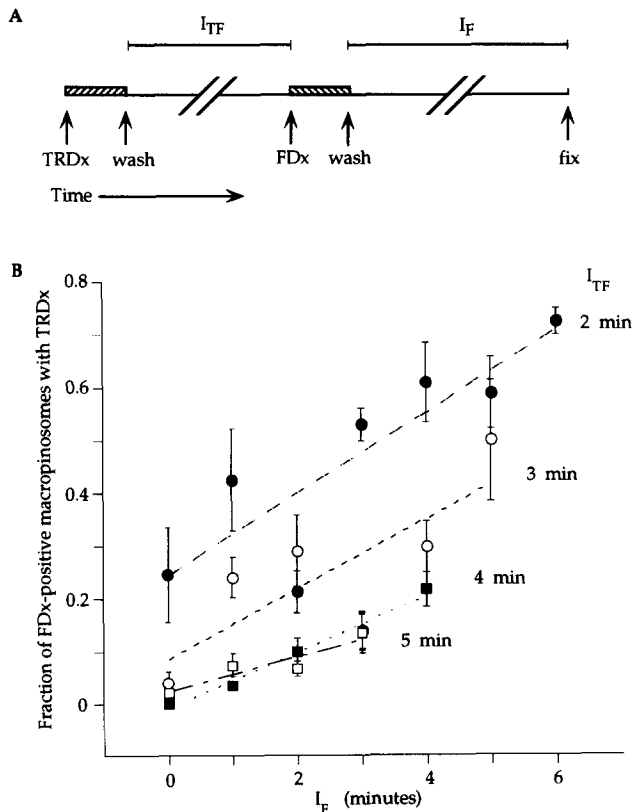 A
I_TF
I_F
TRDx wash FDx wash fix
Time
B
I_TF
0.8
2 min
0.6
3 min
0.4
4 min
0.2
5 min
0
Fraction of FDx-positive macropinosomes with TRDx
0 2 4 6
I_F (minutes)